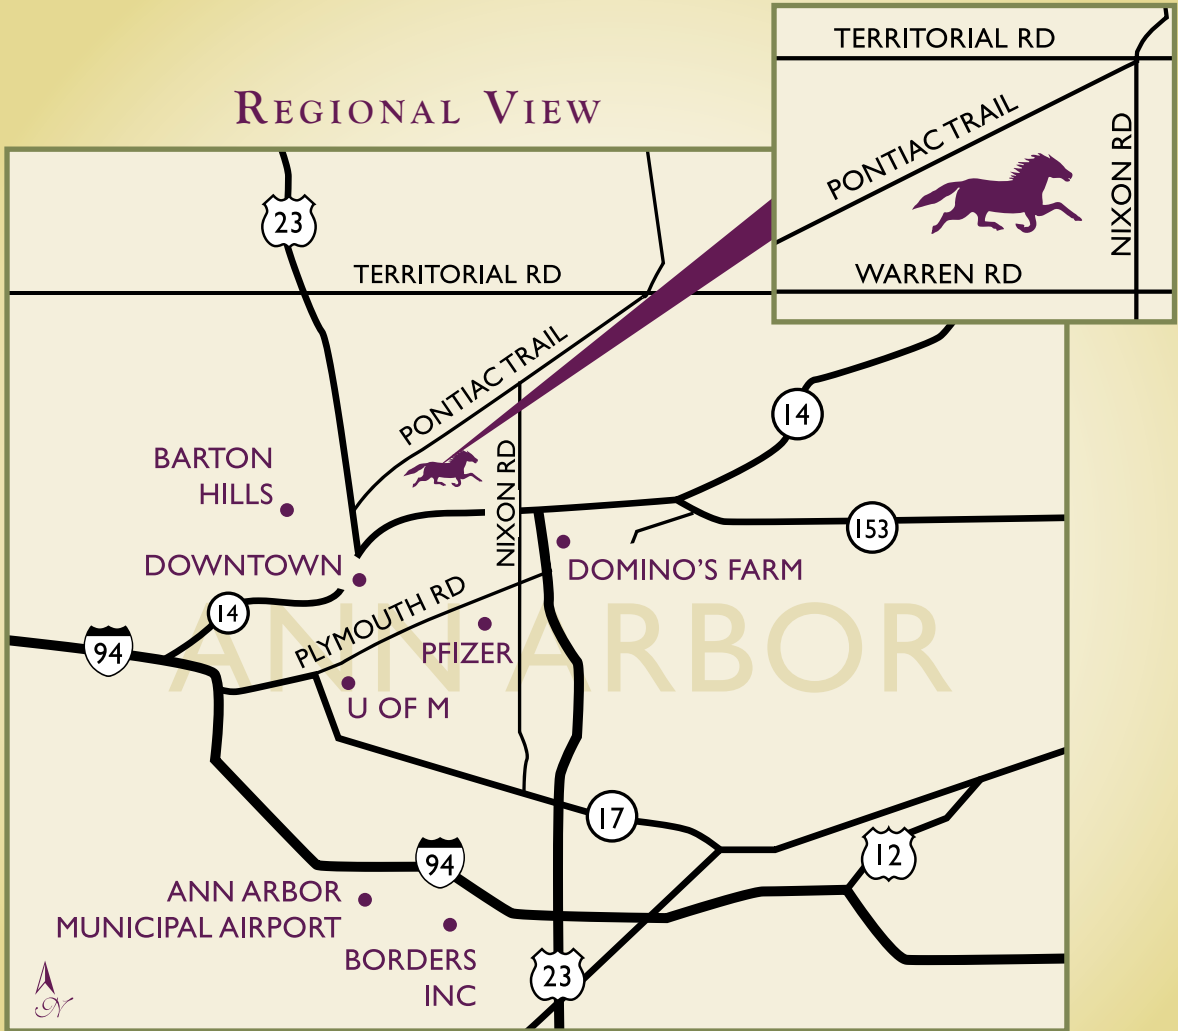 REGIONAL VIEW
TERRITORIAL RD
PONTIAC TRAIL
NIXON RD
WARREN RD
23
TERRITORIAL RD
PONTIAC TRAIL
14
BARTON
HILLS
NIXON RD
153
DOWNTOWN
DOMINO'S FARM
14
PLYMOUTH RD
ANN ARBOR
94
PFIZER
U OF M
17
12
94
ANN ARBOR
MUNICIPAL AIRPORT
BORDERS
INC
23
N